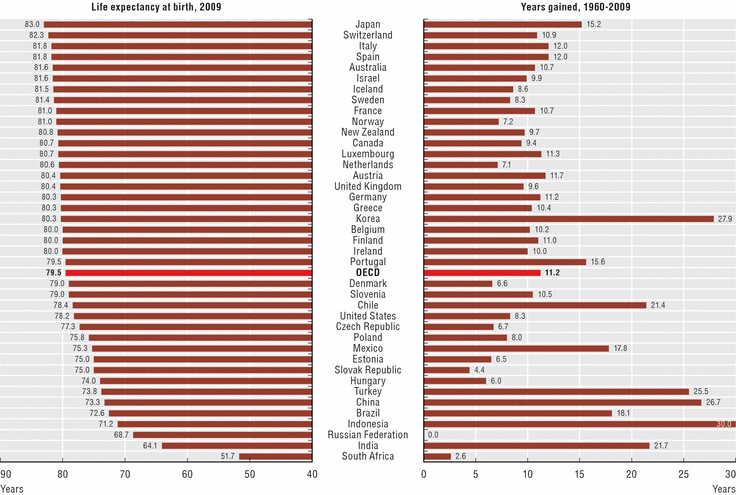 Life expectancy at birth, 2009 Years gained, 1960-2009
83.0 Japan 15.2
82.3 Switzerland 10.9
81.8 Italy 12.0
81.8 Spain 12.0
81.6 Australia 10.7
81.6 Israel 9.9
81.5 Iceland 8.6
81.4 Sweden 8.3
81.0 France 10.7
81.0 Norway 7.2
80.8 New Zealand 9.7
80.7 Canada 9.4
80.7 Luxembourg 11.3
80.6 Netherlands 7.1
80.4 Austria 11.7
80.4 United Kingdom 9.6
80.3 Germany 11.2
80.3 Greece 10.4
80.3 Korea 27.9
80.0 Belgium 10.2
80.0 Finland 11.0
80.0 Ireland 10.0
79.5 Portugal 15.6
79.5 OECD 11.2
79.0 Denmark 6.6
79.0 Slovenia 10.5
78.4 Chile 21.4
78.2 United States 8.3
77.3 Czech Republic 6.7
75.8 Poland 8.0
75.3 Mexico 17.8
75.0 Estonia 6.5
75.0 Slovak Republic 4.4
74.0 Hungary 6.0
73.8 Turkey 25.5
73.3 China 26.7
72.6 Brazil 18.1
71.2 Indonesia 30.0
68.7 Russian Federation 0.0
64.1 India 21.7
51.7 South Africa 2.6
90 80 70 60 50 40 0 5 10 15 20 25 30
Years Years